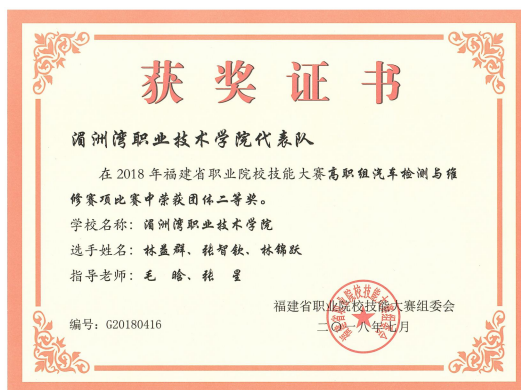 获奖证书
湄洲湾职业技术学院代表队
在2018年福建省职业院校技能大赛高职组汽车检测与维
修赛项比赛中荣获团体二等奖。
学校名称：湄洲湾职业技术学院
选手姓名：林益群、张智钦、林锦跃
指导老师：毛 晗、张 星
福建省职业院校技能大赛组委会
编号：G20180416
二〇一八年七月